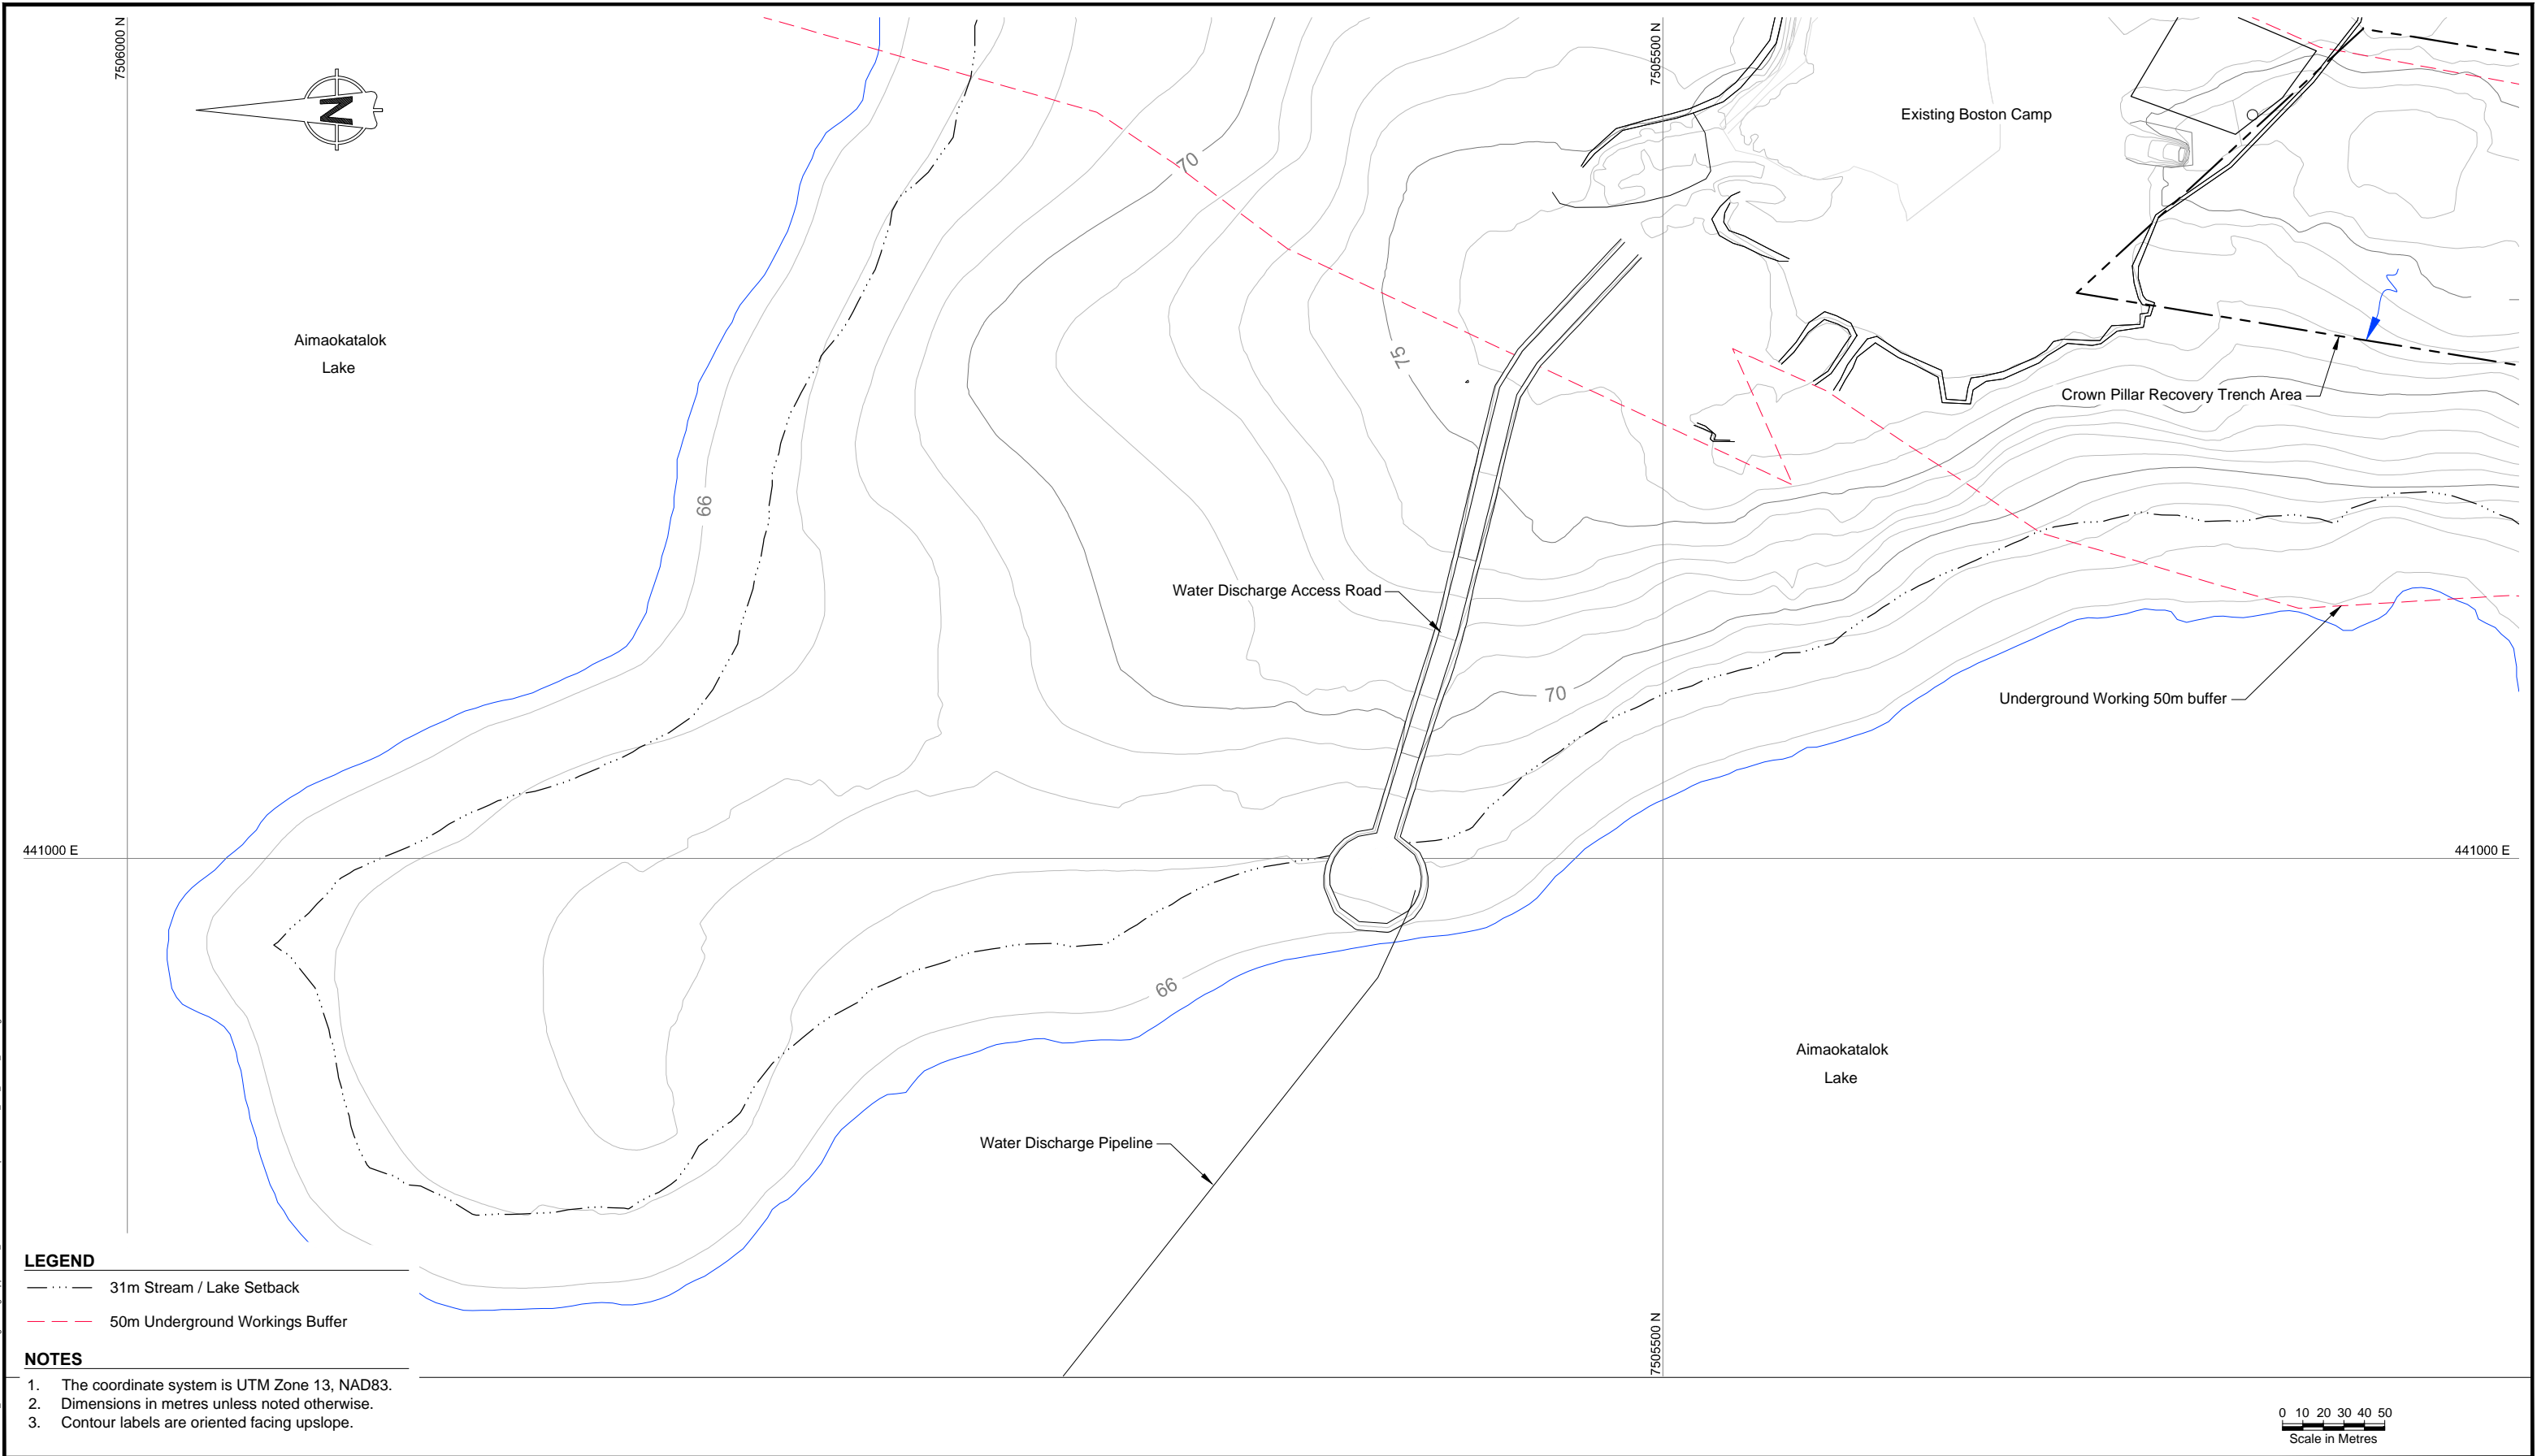 7506000 N
7505500 N
N
Existing Boston Camp
70
Aimaokatalok
Lake
75
Crown Pillar Recovery Trench Area
66
Water Discharge Access Road
70
Underground Working 50m buffer
441000 E
441000 E
66
Aimaokatalok
Lake
Water Discharge Pipeline
7505500 N
LEGEND
31m Stream / Lake Setback
50m Underground Workings Buffer
NOTES
1. The coordinate system is UTM Zone 13, NAD83.
2. Dimensions in metres unless noted otherwise.
3. Contour labels are oriented facing upslope.
0 10 20 30 40 50
Scale in Metres